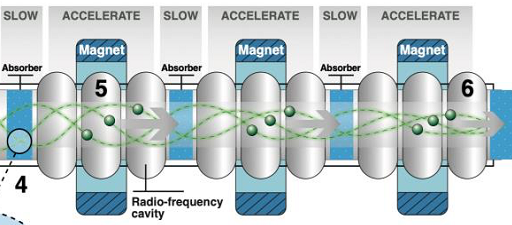 SLOW
ACCELERATE
SLOW
ACCELERATE
SLOW
ACCELERATE
Magnet
Magnet
Magnet
Absorber
Absorber
Absorber
5
6
4
Radio-frequency
cavity